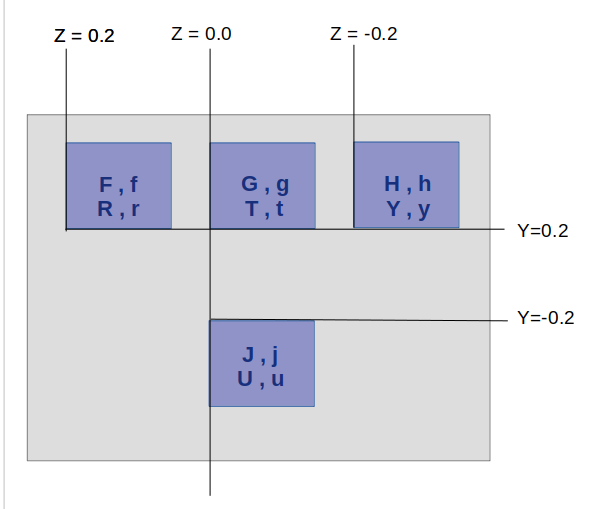 Z = 0.2
Z = 0.0
Z = -0.2
F , f
R , r
G , g
T , t
H , h
Y , y
Y=0.2
Y=-0.2
J , j
U , u